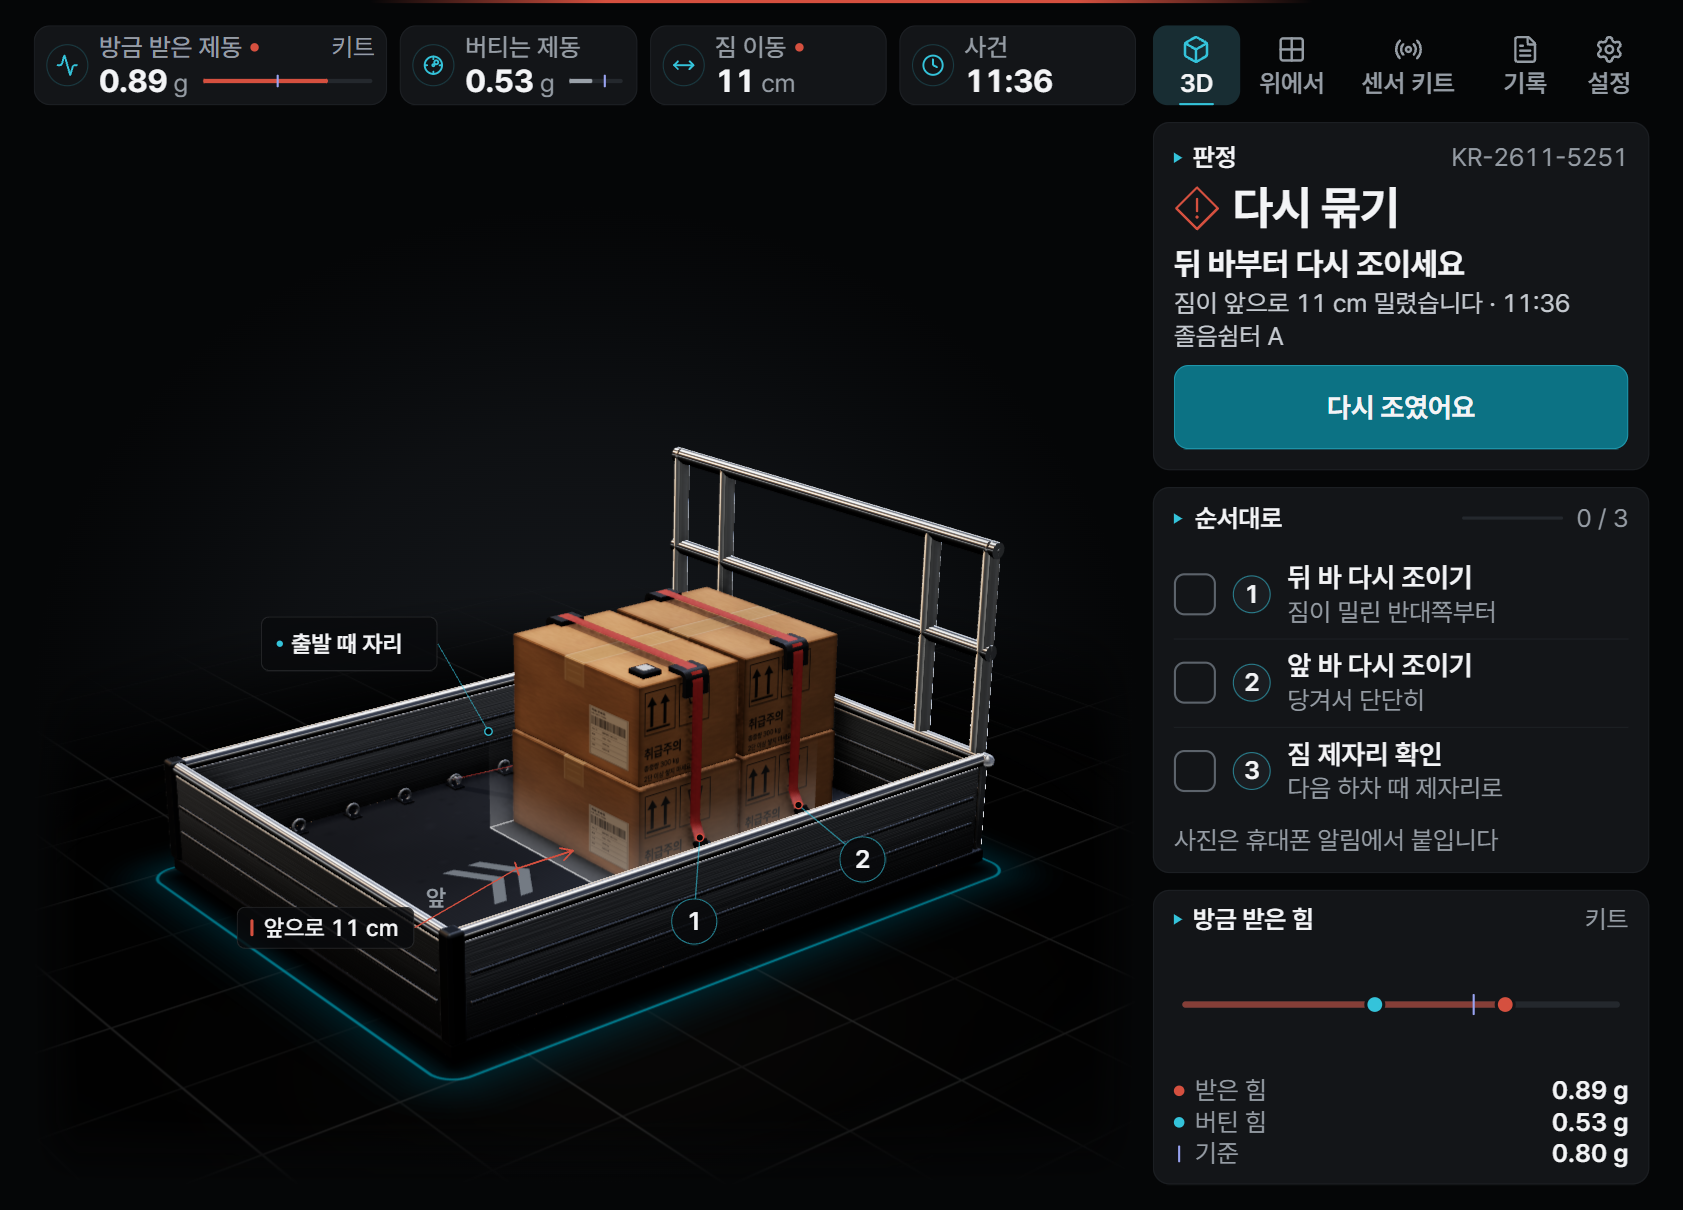 방금 받은 제동
키트
0.89 g
버티는 제동
0.53 g
짐 이동
11 cm
사건
11:36
3D
위에서
센서 키트
기록
설정
판정
KR-2611-5251
다시 묶기
뒤 바부터 다시 조이세요
짐이 앞으로 11 cm 밀렸습니다 · 11:36
졸음쉼터 A
다시 조였어요
순서대로
0 / 3
1
뒤 바 다시 조이기
짐이 밀린 반대쪽부터
2
앞 바 다시 조이기
당겨서 단단히
3
짐 제자리 확인
다음 하차 때 제자리로
사진은 휴대폰 알림에서 붙입니다
방금 받은 힘
키트
받은 힘
0.89 g
버틴 힘
0.53 g
기준
0.80 g
출발 때 자리
취급주의
취급주의
앞
앞으로 11 cm
1
2